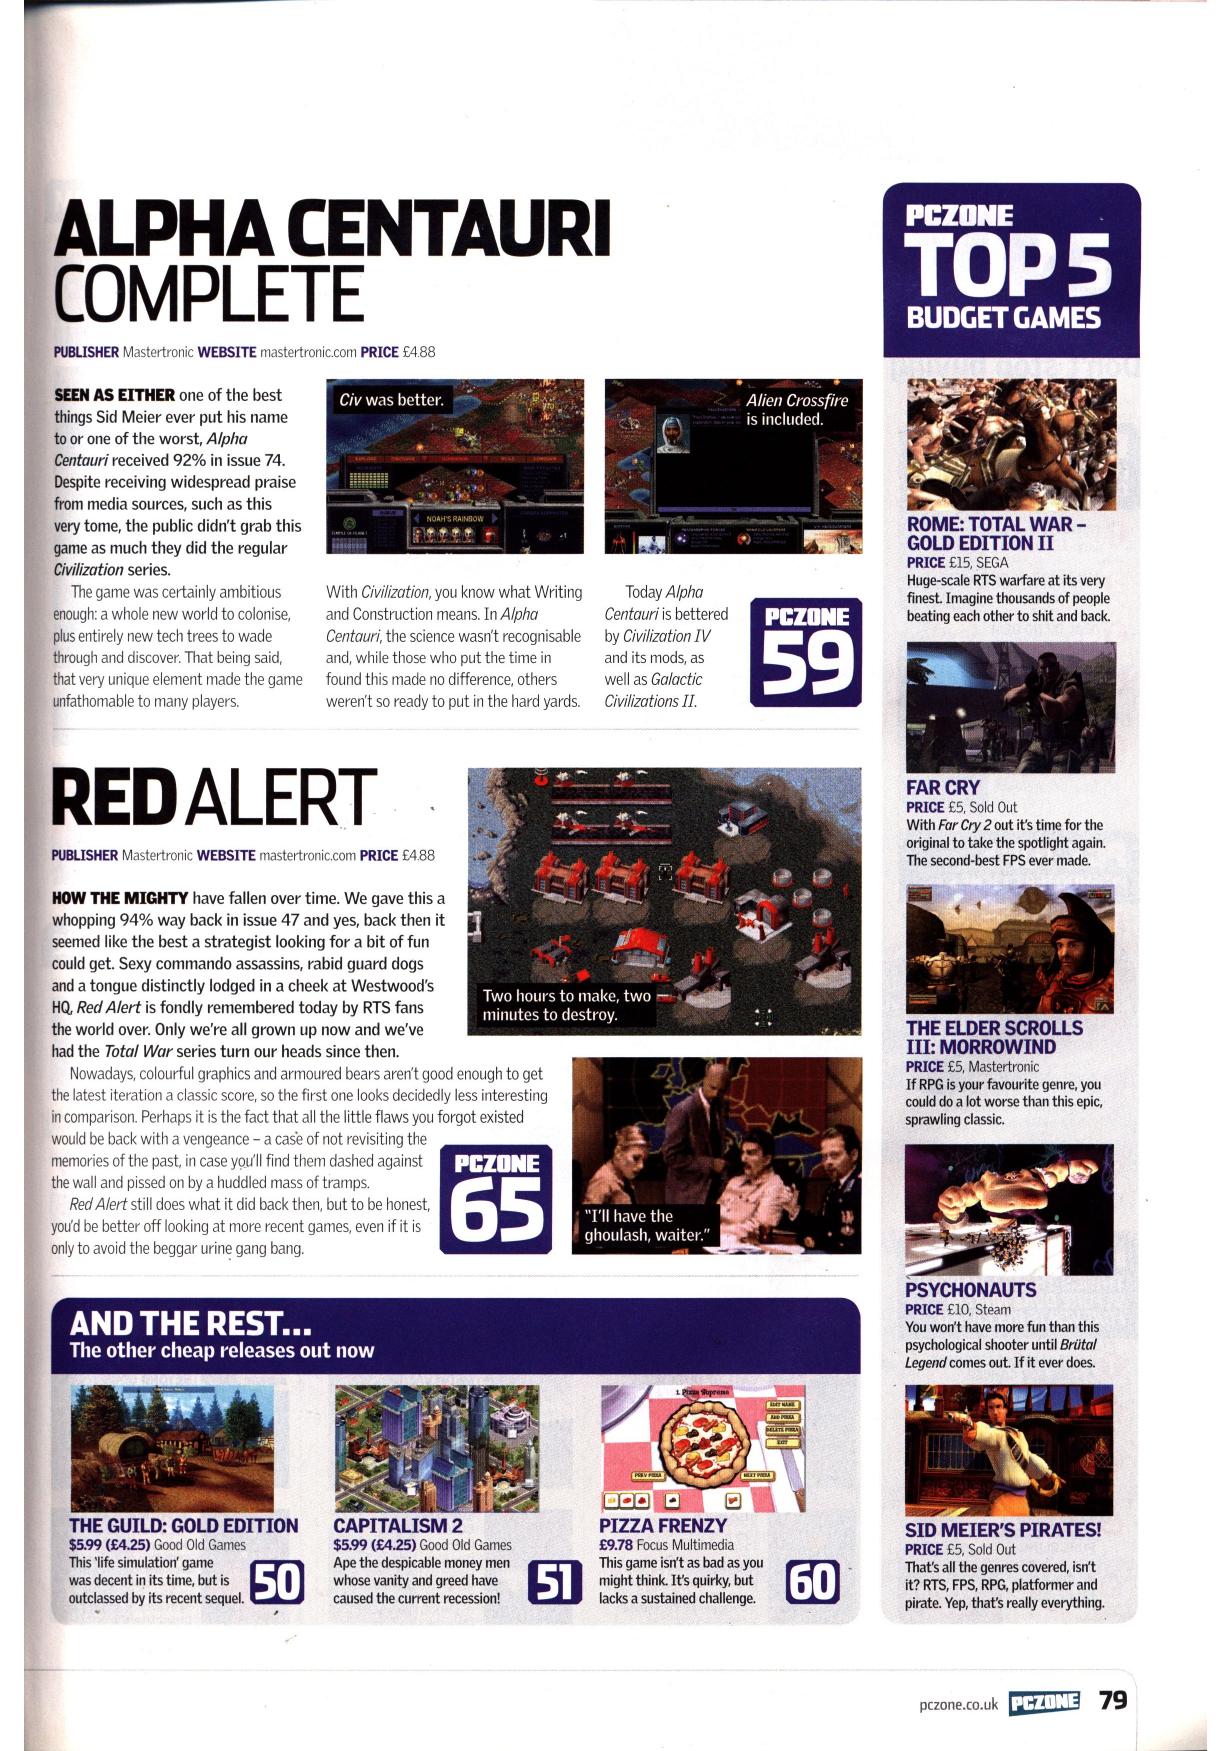 ALPHA CENTAURI
COMPLETE
PUBLISHER Mastertronic WEBSITE mastertronic.com PRICE £4.88
SEEN AS EITHER one of the best
things Sid Meier ever put his name
to or one of the worst, Alpha
Centauri received 92% in issue 74.
Despite receiving widespread praise
from media sources, such as this
very tome, the public didn't grab this
game as much they did the regular
Civilization series.
The game was certainly ambitious
enough: a whole new world to colonise,
plus entirely new tech trees to wade
through and discover. That being said,
that very unique element made the game
unfathomable to many players.
Civ was better.
NOAH'S RAINBOW
With Civilization, you know what Writing
and Construction means. In Alpha
Centauri, the science wasn't recognisable
and, while those who put the time in
found this made no difference, others
weren't so ready to put in the hard yards.
Alien Crossfire
is included.
Today Alpha
Centauri is bettered
by Civilization IV
and its mods, as
well as Galactic
Civilizations II.
PCZONE
59
RED ALERT
PUBLISHER Mastertronic WEBSITE mastertronic.com PRICE £4.88
HOW THE MIGHTY have fallen over time. We gave this a
whopping 94% way back in issue 47 and yes, back then it
seemed like the best a strategist looking for a bit of fun
could get. Sexy commando assassins, rabid guard dogs
and a tongue distinctly lodged in a cheek at Westwood's
HQ, Red Alert is fondly remembered today by RTS fans
the world over. Only we're all grown up now and we've
had the Total War series turn our heads since then.
Nowadays, colourful graphics and armoured bears aren't good enough to get
the latest iteration a classic score, so the first one looks decidedly less interesting
in comparison. Perhaps it is the fact that all the little flaws you forgot existed
would be back with a vengeance – a case of not revisiting the
memories of the past, in case you'll find them dashed against
the wall and pissed on by a huddled mass of tramps.
Red Alert still does what it did back then, but to be honest,
you'd be better off looking at more recent games, even if it is
only to avoid the beggar urine gang bang.
PCZONE
65
Two hours to make, two
minutes to destroy.
"I'll have the
ghoulash, waiter."
AND THE REST...
The other cheap releases out now
THE GUILD: GOLD EDITION
$5.99 (£4.25) Good Old Games
This 'life simulation' game
was decent in its time, but is
outclassed by its recent sequel.
50
CAPITALISM 2
$5.99 (£4.25) Good Old Games
Ape the despicable money men
whose vanity and greed have
caused the current recession!
51
1. Pizza Supreme
EDIT NAME
ADD PIZZA
DELETE PIZZA
EXIT
PREV PIZZA
NEXT PIZZA
PIZZA FRENZY
£9.78 Focus Multimedia
This game isn't as bad as you
might think. It's quirky, but
lacks a sustained challenge.
60
PCZONE
TOP 5
BUDGET GAMES
ROME: TOTAL WAR –
GOLD EDITION II
PRICE £15, SEGA
Huge-scale RTS warfare at its very
finest. Imagine thousands of people
beating each other to shit and back.
FAR CRY
PRICE £5, Sold Out
With Far Cry 2 out it's time for the
original to take the spotlight again.
The second-best FPS ever made.
THE ELDER SCROLLS
III: MORROWIND
PRICE £5, Mastertronic
If RPG is your favourite genre, you
could do a lot worse than this epic,
sprawling classic.
PSYCHONAUTS
PRICE £10, Steam
You won't have more fun than this
psychological shooter until Brütal
Legend comes out. If it ever does.
SID MEIER'S PIRATES!
PRICE £5, Sold Out
That's all the genres covered, isn't
it? RTS, FPS, RPG, platformer and
pirate. Yep, that's really everything.
pczone.co.uk PCZONE 79